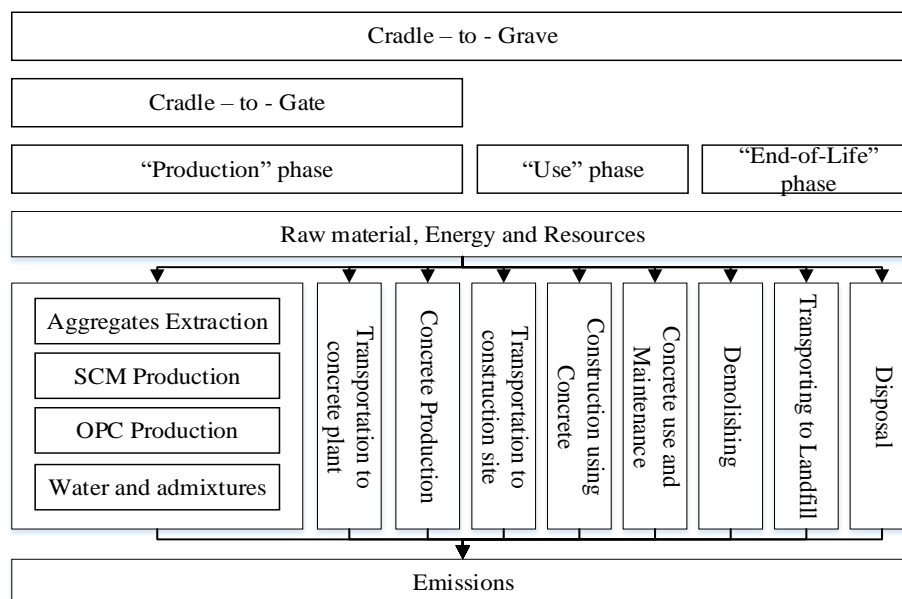 Cradle – to - Grave
Cradle – to - Gate
“Production” phase
“Use” phase
“End-of-Life”
phase
Raw material, Energy and Resources
Aggregates Extraction
SCM Production
OPC Production
Water and admixtures
Transportation to
concrete plant
Concrete Production
Transportation to
construction site
Construction using
Concrete
Concrete use and
Maintenance
Demolishing
Transporting to Landfill
Disposal
Emissions